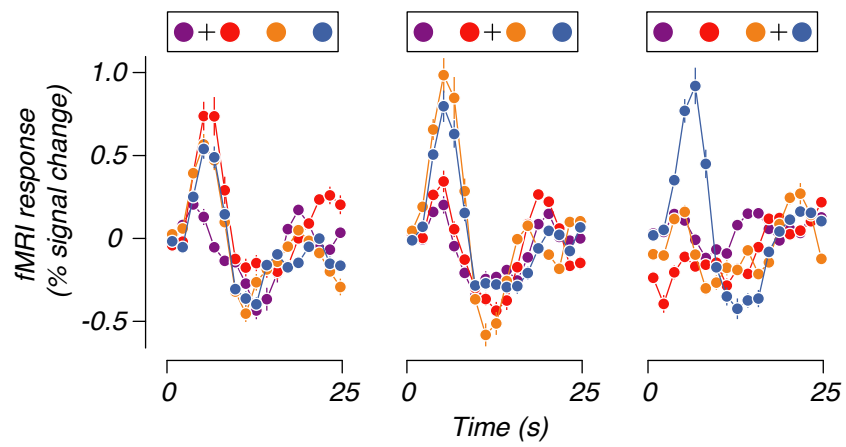 + + +
fMRI response
(% signal change)
1.0
0.5
0
-0.5
0 25 0 25 0 25
Time (s)